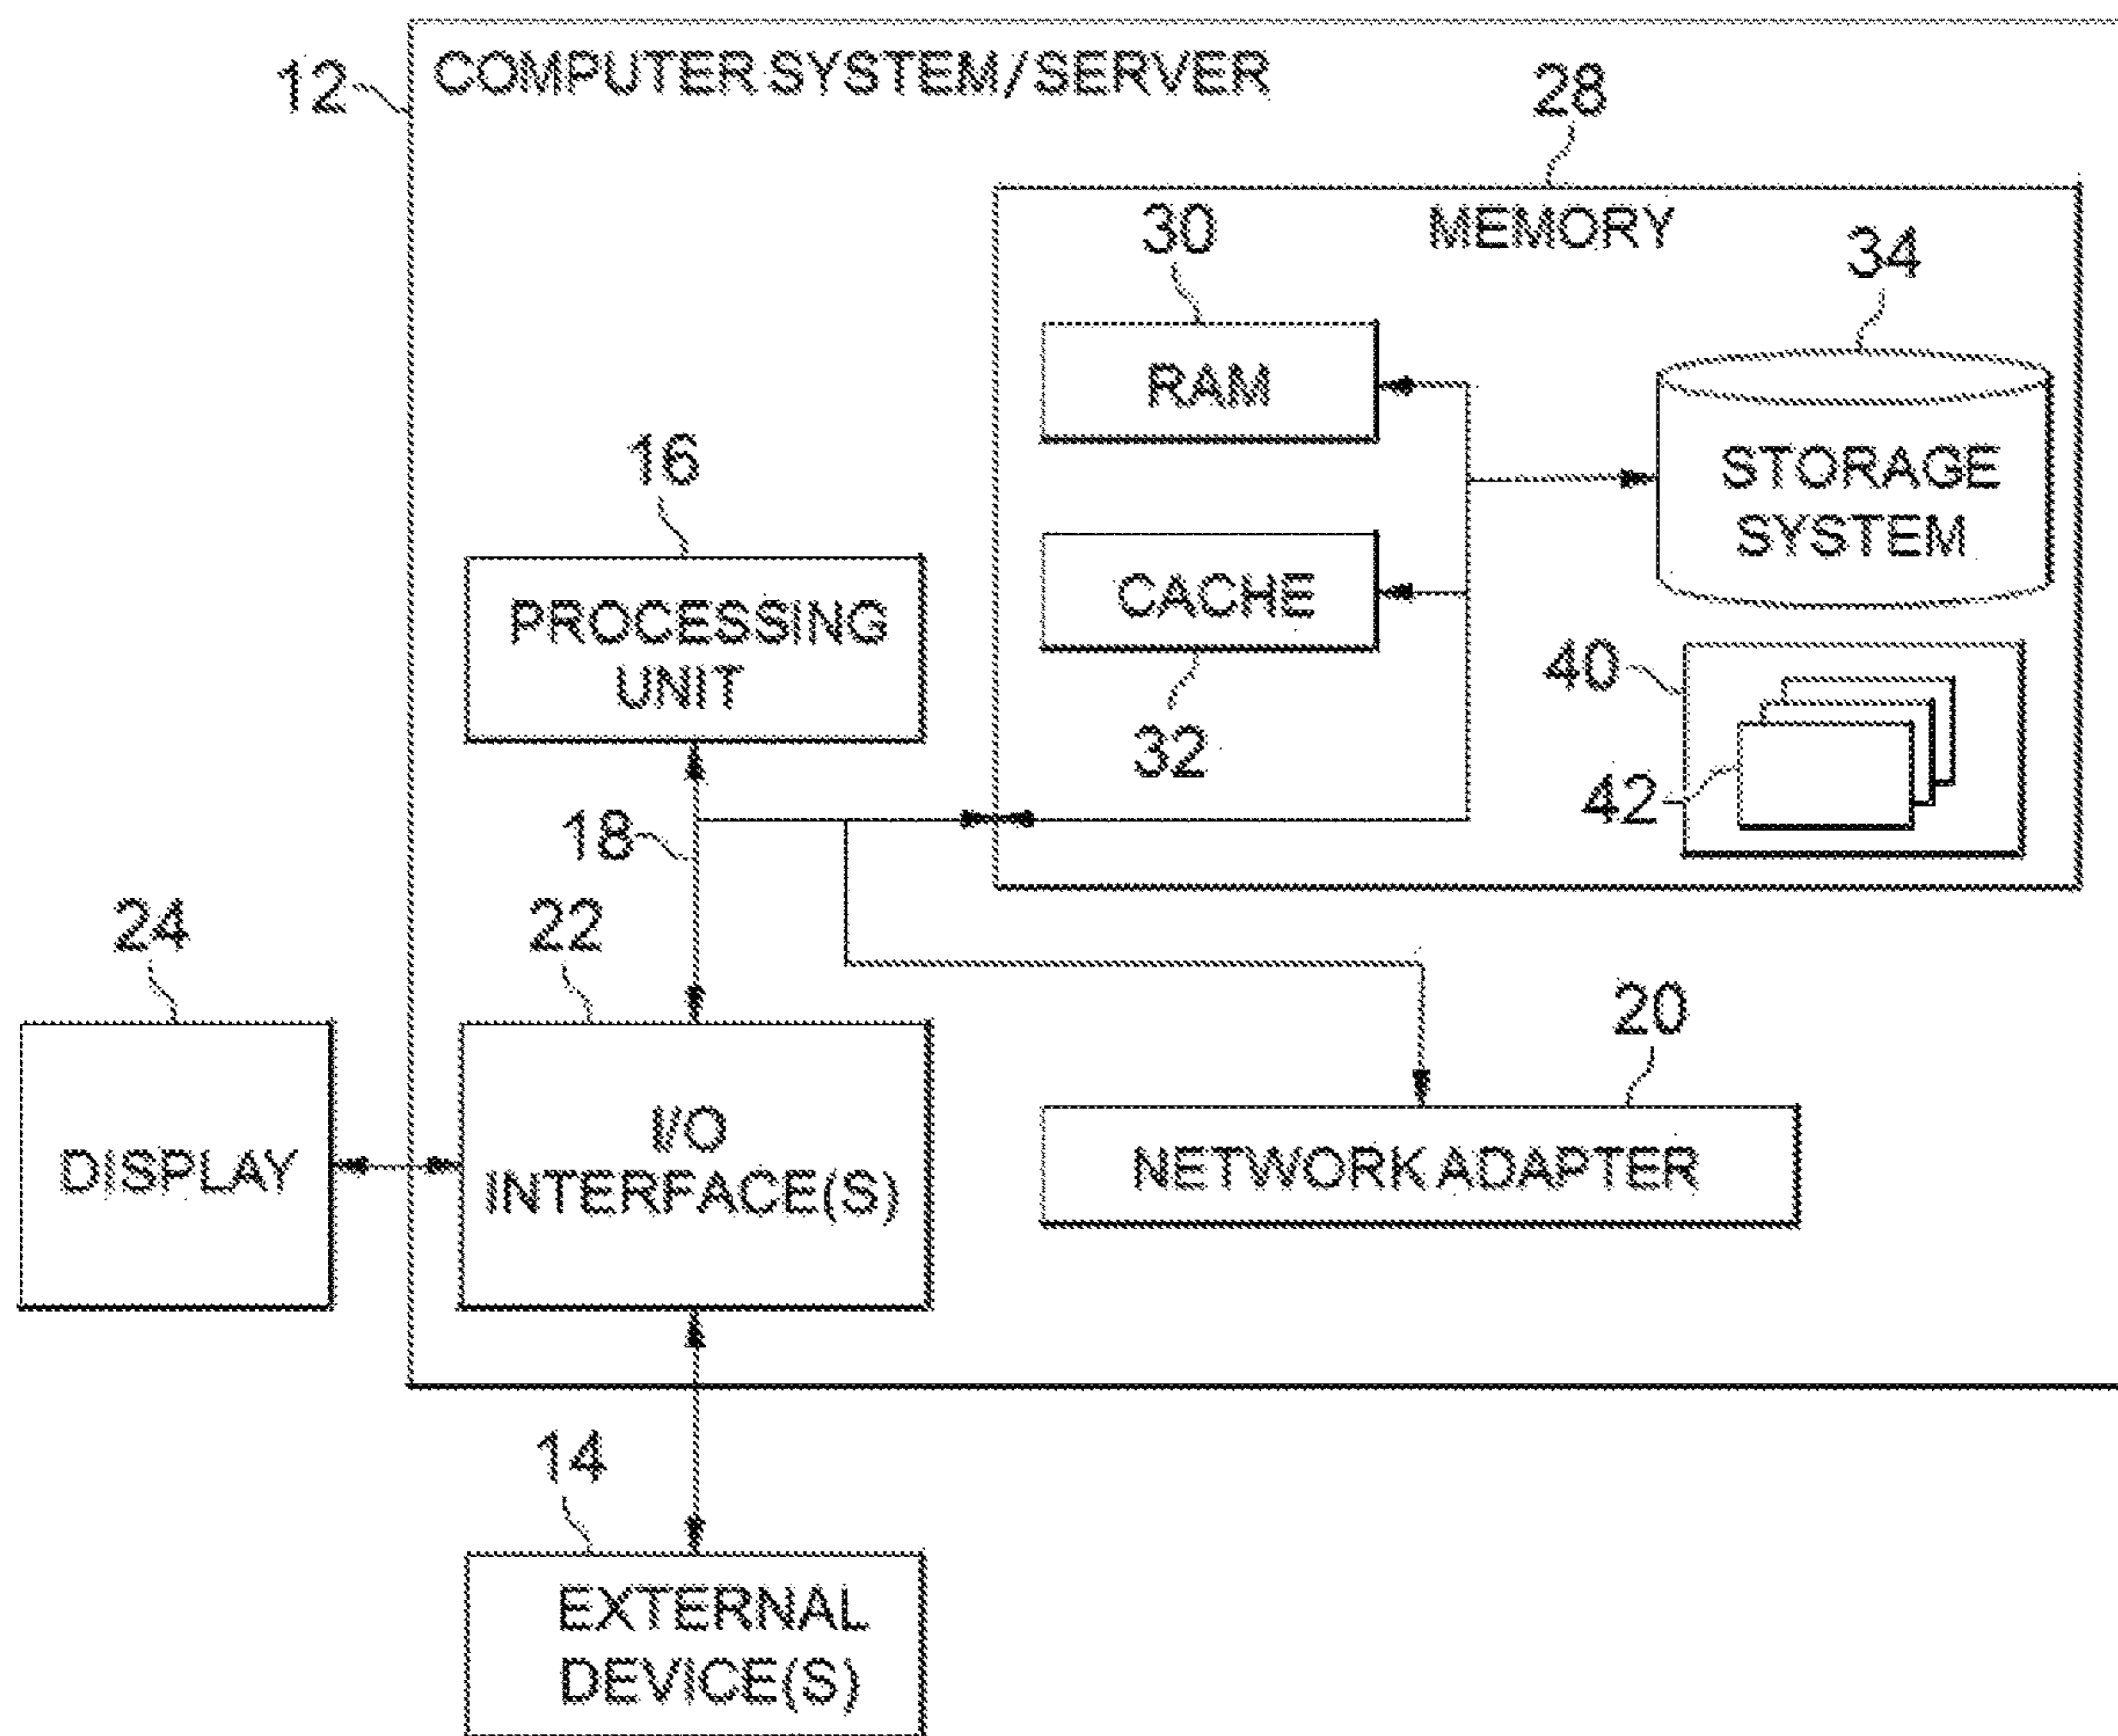 12
COMPUTER SYSTEM/SERVER
28
MEMORY
30
34
RAM
STORAGE
SYSTEM
16
PROCESSING
UNIT
CACHE
32
40
42
18
24
22
20
DISPLAY
I/O
INTERFACE(S)
NETWORK ADAPTER
14
EXTERNAL
DEVICE(S)